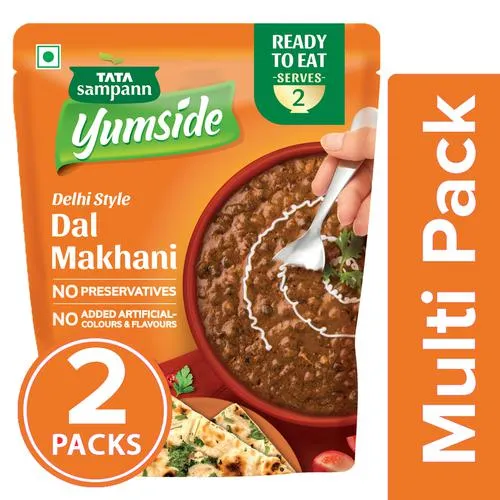 TATA
sampann
Yumside
READY
TO EAT
SERVES
2
Delhi Style
Dal
Makhani
NO PRESERVATIVES
NO ADDED ARTIFICIAL-
COLOURS & FLAVOURS
2
PACKS
Multi Pack